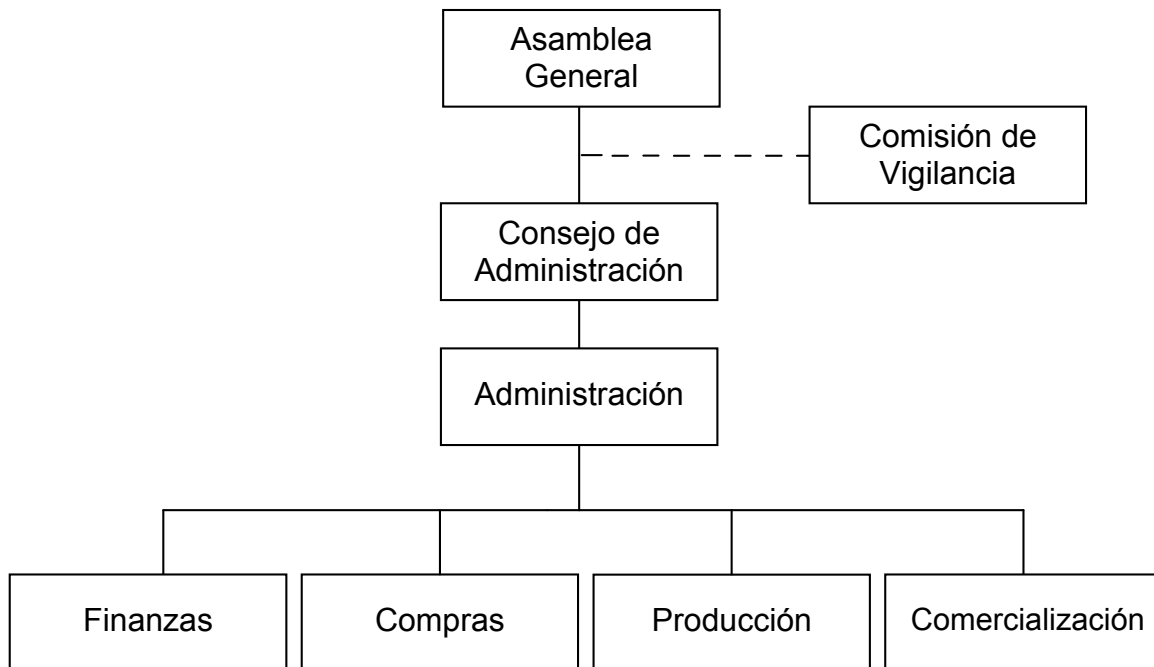 Asamblea
General
Comisión de
Vigilancia
Consejo de
Administración
Administración
Finanzas
Compras
Producción
Comercialización